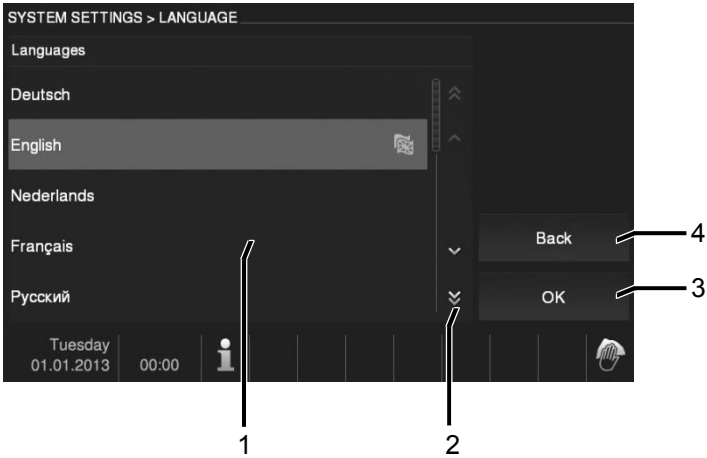 SYSTEM SETTINGS > LANGUAGE
Languages
Deutsch
English
Nederlands
Français
Русский
Back
OK
Tuesday
01.01.2013
00:00
1
2
3
4